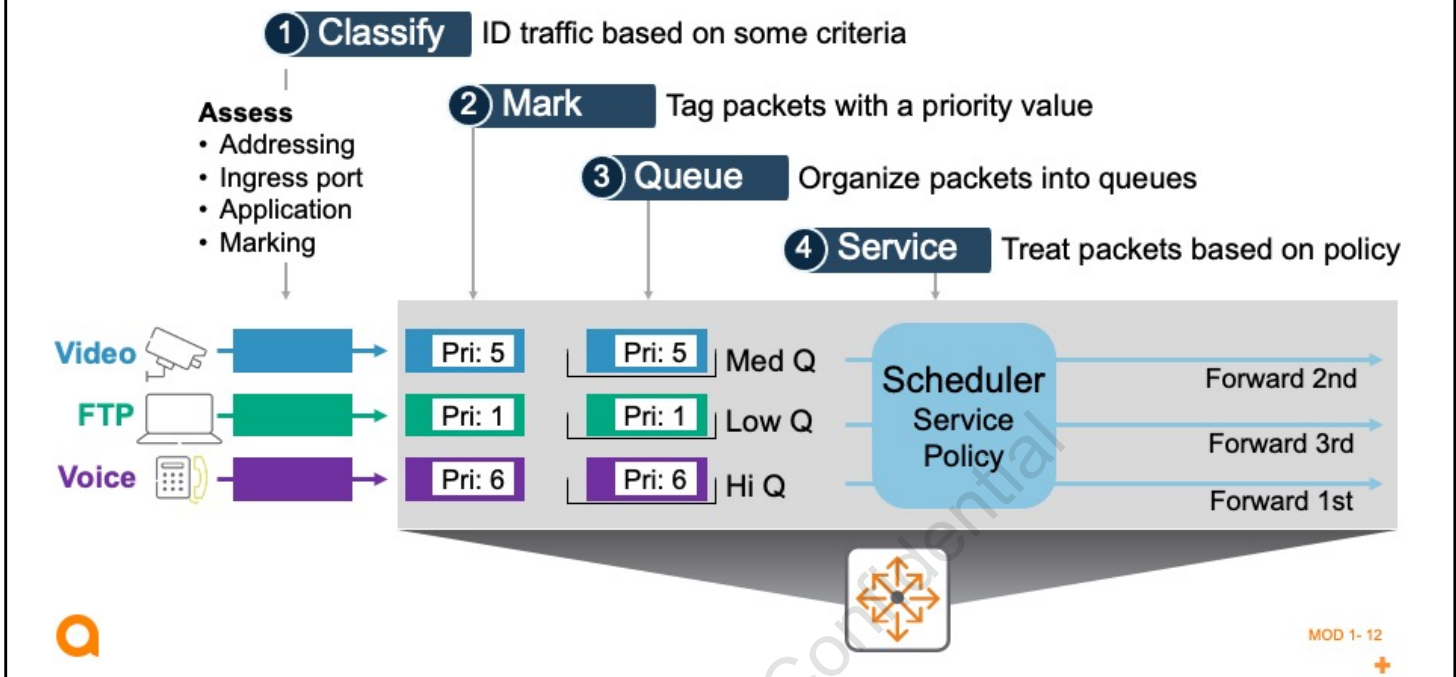 1 Classify ID traffic based on some criteria
Assess
• Addressing
• Ingress port
• Application
• Marking
2 Mark Tag packets with a priority value
3 Queue Organize packets into queues
4 Service Treat packets based on policy
Video Pri: 5 Pri: 5 Med Q
FTP Pri: 1 Pri: 1 Low Q
Voice Pri: 6 Pri: 6 Hi Q
Scheduler
Service
Policy
Forward 2nd
Forward 3rd
Forward 1st
Confidential
MOD 1- 12